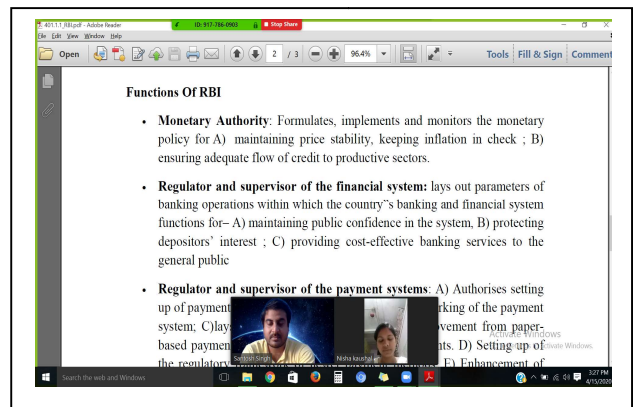 401.1.1_RBI.pdf - Adobe Reader
ID: 917-786-0903
Stop Share
File Edit View Window Help
Open
2 / 3
96.4%
Tools Fill & Sign Comment
Functions Of RBI
• Monetary Authority: Formulates, implements and monitors the monetary
policy for A) maintaining price stability, keeping inflation in check ; B)
ensuring adequate flow of credit to productive sectors.
• Regulator and supervisor of the financial system: lays out parameters of
banking operations within which the country"s banking and financial system
functions for– A) maintaining public confidence in the system, B) protecting
depositors' interest ; C) providing cost-effective banking services to the
general public
• Regulator and supervisor of the payment systems: A) Authorises setting
up of payment rking of the payment
system; C)lays vement from paper-
based paymen ts. D) Setting up of
the regulatory E) Enhancement of
Santosh Singh
Nisha kaushal
Activate Windows
Activate Windows.
Search the web and Windows
3:27 PM
4/15/2020